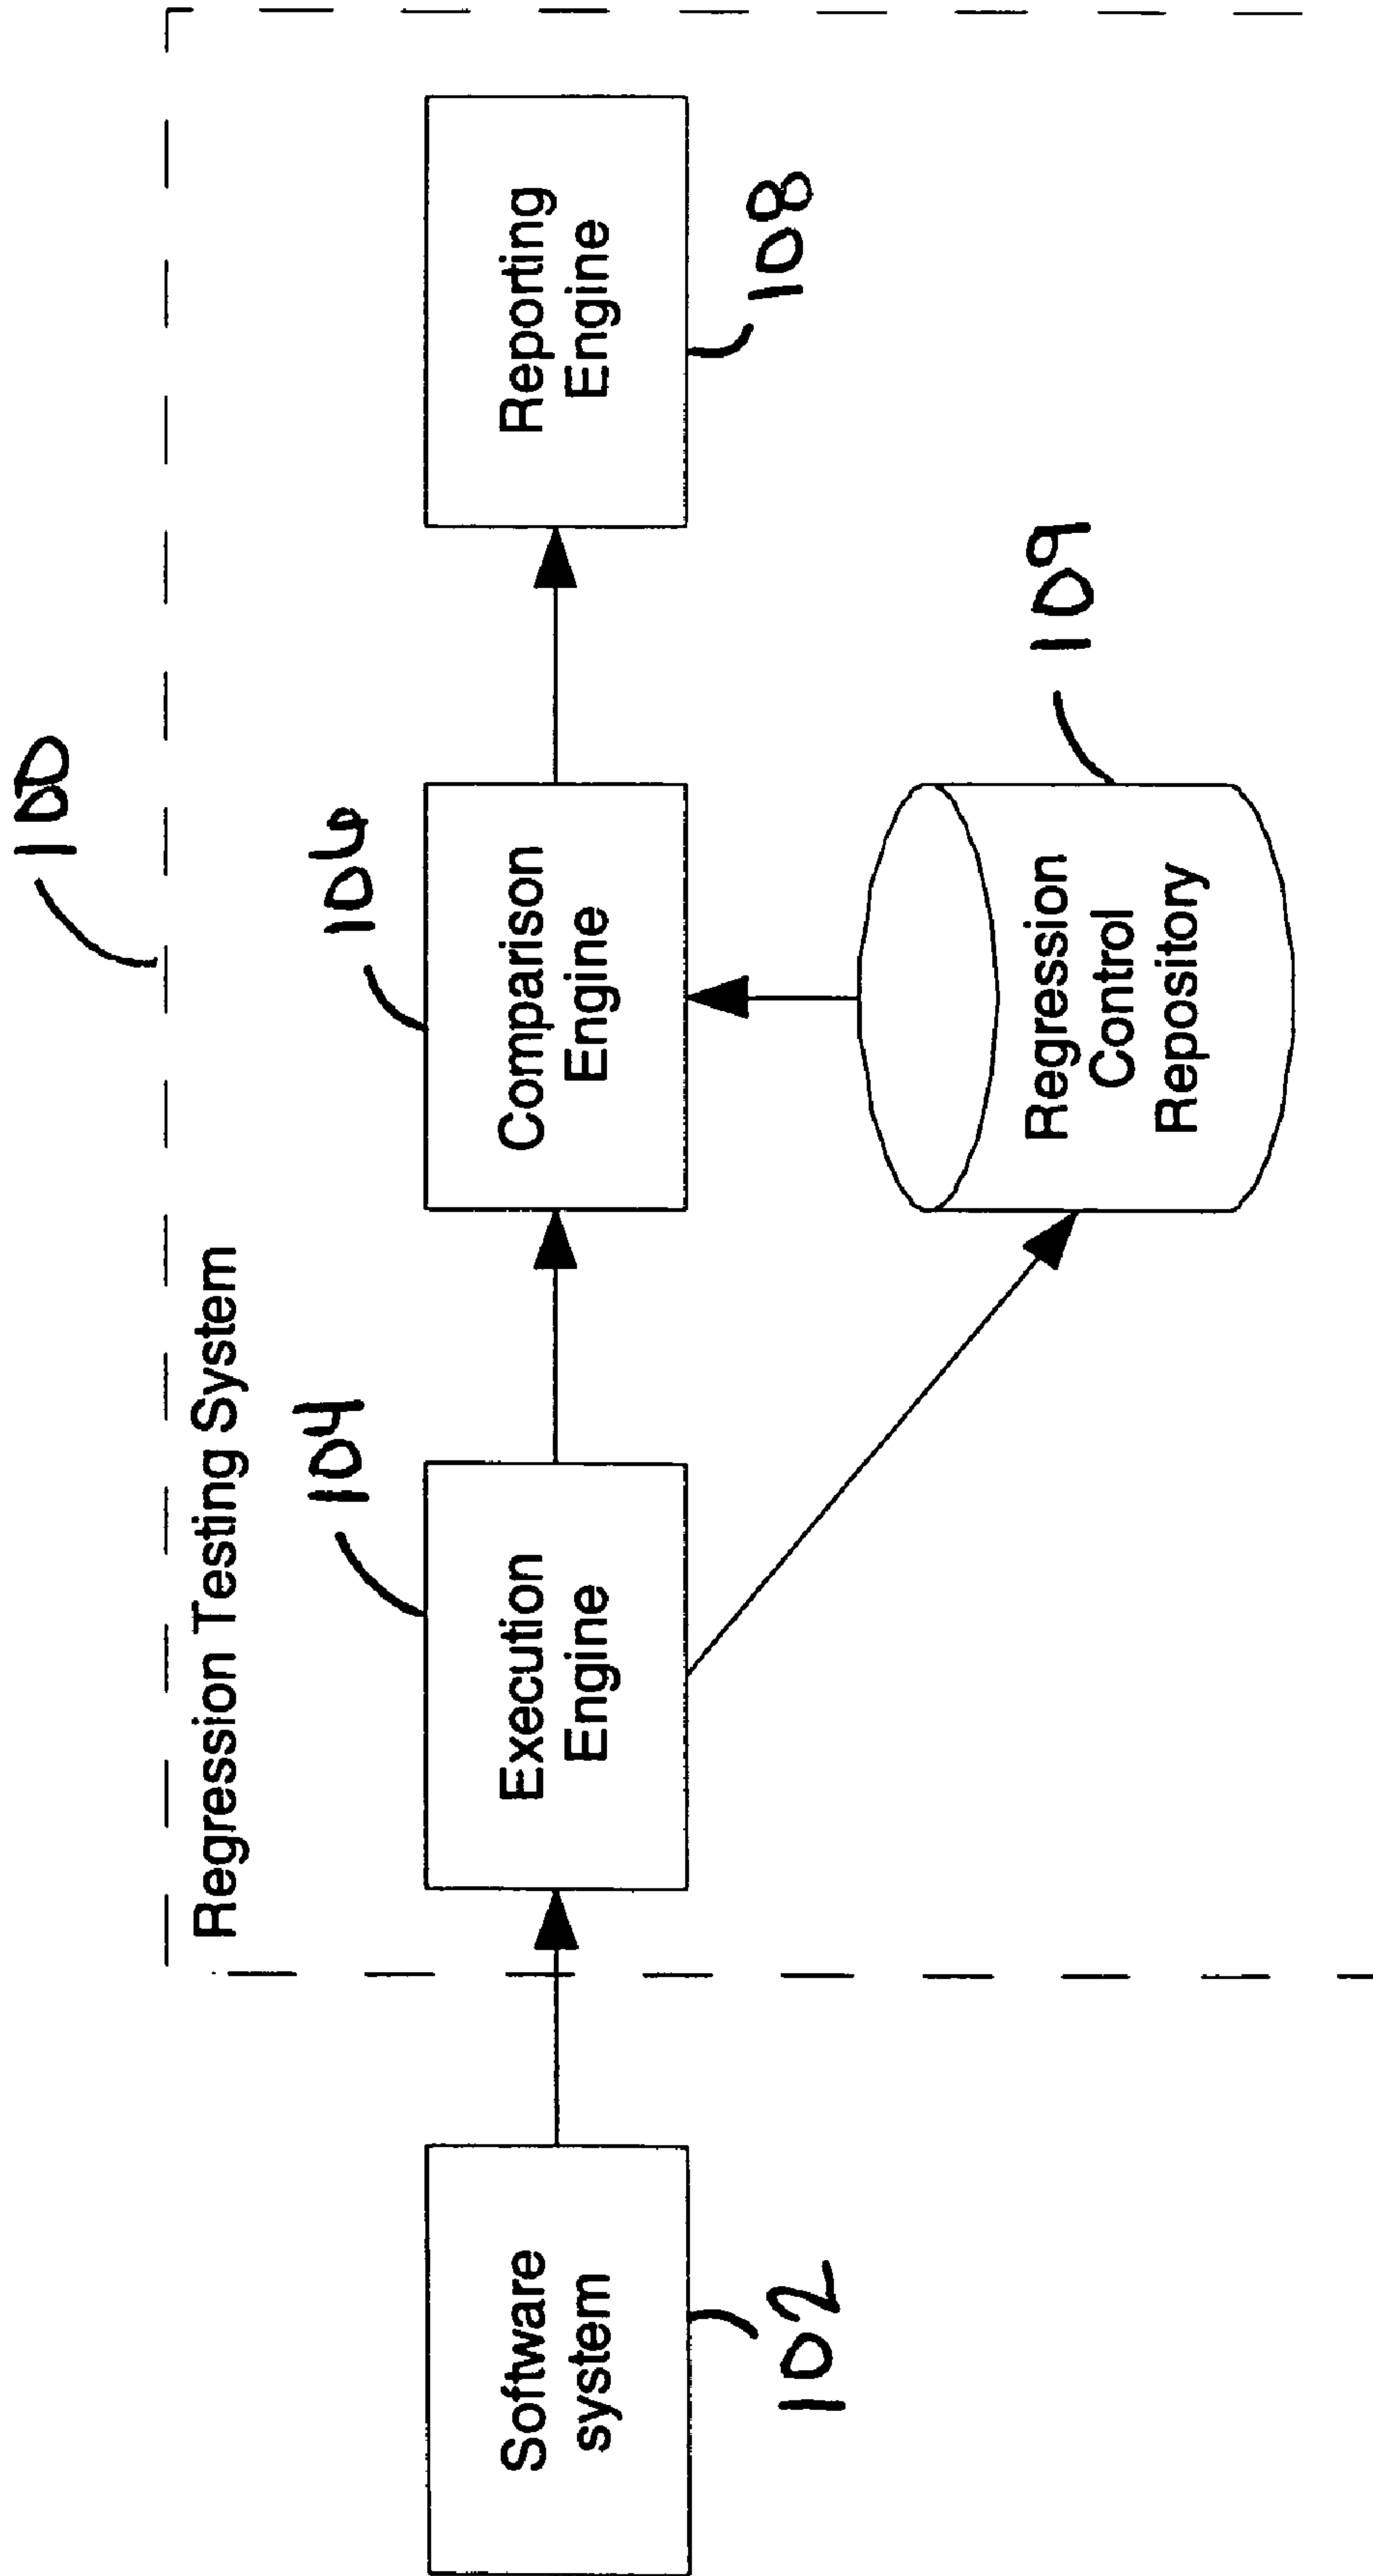 100
Regression Testing System
104
106
Software
system
Execution
Engine
Comparison
Engine
Reporting
Engine
102
108
109
Regression
Control
Repository